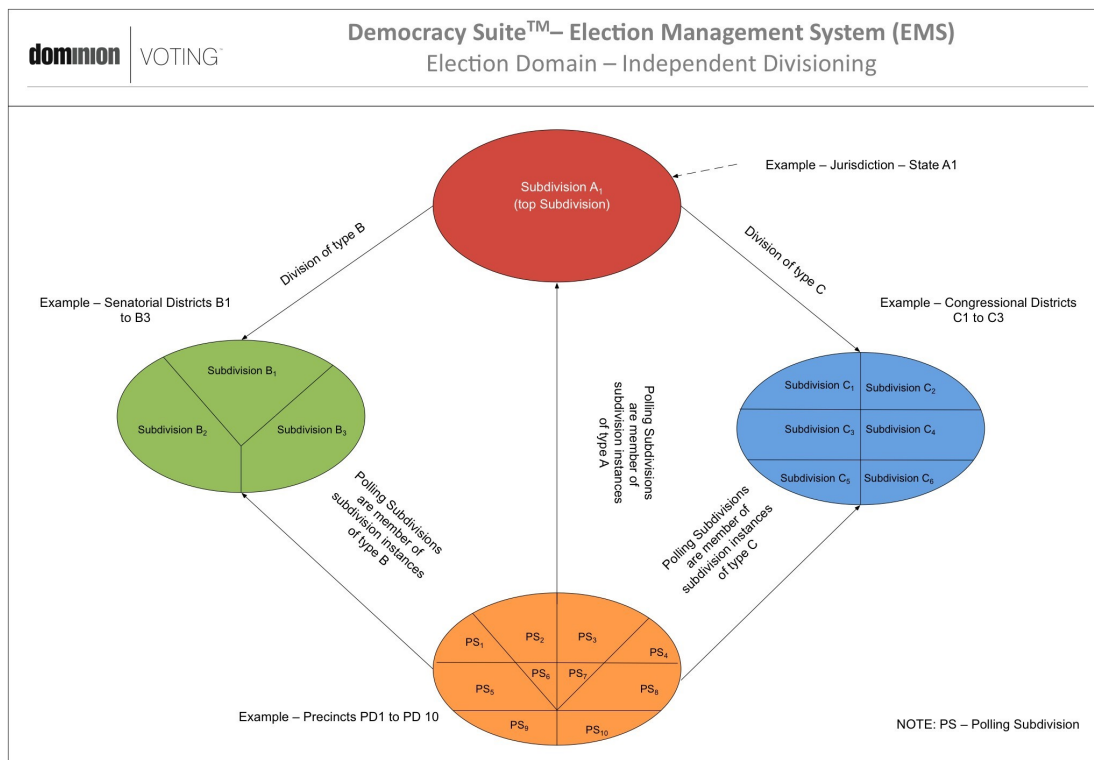 dominion VOTING™
Democracy Suite™– Election Management System (EMS)
Election Domain – Independent Divisioning
Example – Jurisdiction – State A1
Subdivision A₁
(top Subdivision)
Division of type B
Division of type C
Example – Senatorial Districts B1
to B3
Example – Congressional Districts
C1 to C3
Subdivision B₁
Subdivision B₂
Subdivision B₃
Subdivision C₁
Subdivision C₂
Subdivision C₃
Subdivision C₄
Subdivision C₅
Subdivision C₆
Polling Subdivisions
are member of
subdivision instances
of type B
Polling Subdivisions
are member of
subdivision instances
of type A
Polling Subdivisions
are member of
subdivision instances
of type C
PS₁
PS₂
PS₃
PS₄
PS₅
PS₆
PS₇
PS₈
PS₉
PS₁₀
Example – Precincts PD1 to PD 10
NOTE: PS – Polling Subdivision